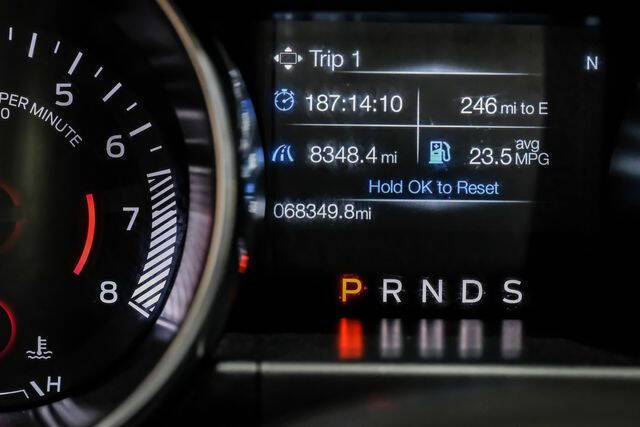 Trip 1
N
187:14:10
246 mi to E
8348.4 mi
23.5 avg MPG
Hold OK to Reset
068349.8mi
P R N D S
5
6
7
8
PER MINUTE
0
H